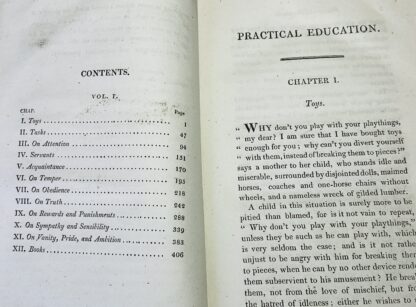 CONTENTS.
VOL. I.
CHAP. Page
I. Toys 1
II. Tasks 47
III. On Attention 94
IV. Servants 151
V. Acquaintance 170
VI. On Temper 195
VII. On Obedience 218
VIII. On Truth 242
IX. On Rewards and Punishments 288
X. On Sympathy and Sensibility 339
XI. On Vanity, Pride, and Ambition 383
XII. Books 406
PRACTICAL EDUCATION.
CHAPTER I.
Toys.
"WHY don't you play with your playthings,
"my dear? I am sure that I have bought toys
"enough for you; why can't you divert yourself
"with them, instead of breaking them to pieces?"
says a mother to her child, who stands idle and
miserable, surrounded by disjointed dolls, maimed
horses, coaches and one-horse chairs without
wheels, and a nameless wreck of gilded lumber.
A child in this situation is surely more to be
pitied than blamed, for is it not vain to repeat,
"Why don't you play with your playthings,"
unless they be such as he can play with, which
is very seldom the case; and is it not rather
unjust to be angry with him for breaking them
to pieces, when he can by no other device render
them subservient to his amusement? He breaks
them, not from the love of mischief, but from
the hatred of idleness; either he wishes